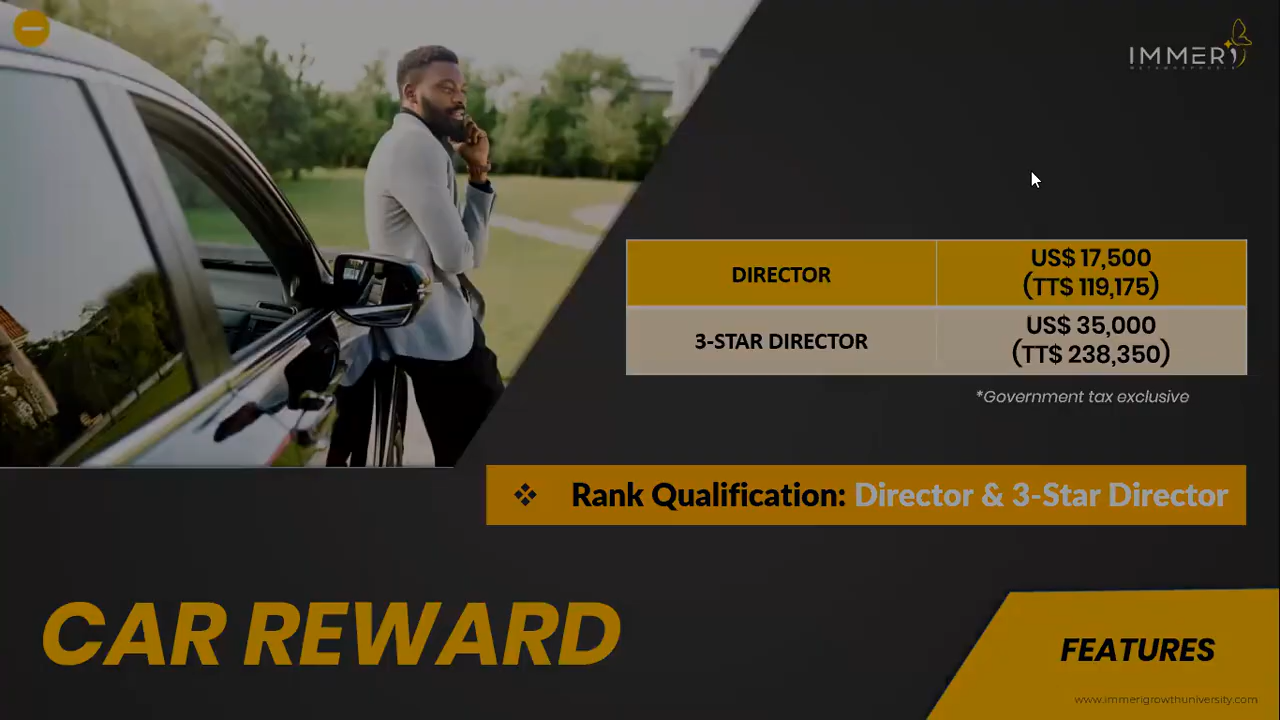 IMMERI
DIRECTOR
US$ 17,500
(TT$ 119,175)
3-STAR DIRECTOR
US$ 35,000
(TT$ 238,350)
*Government tax exclusive
❖ Rank Qualification: Director & 3-Star Director
CAR REWARD
FEATURES
www.immerigrowthuniversity.com